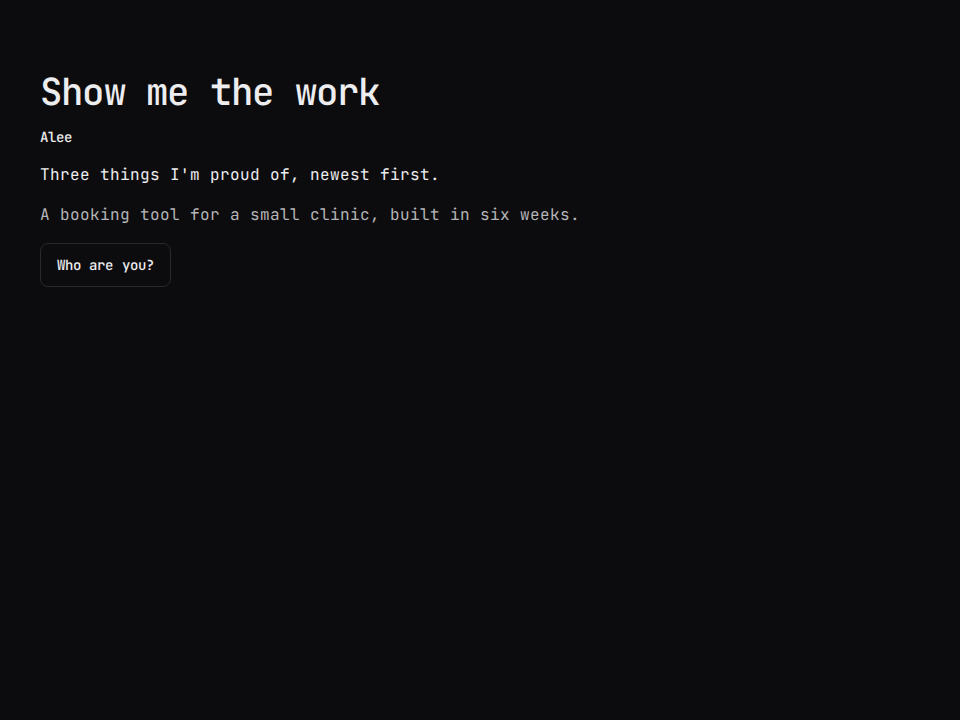 Show me the work
Alee
Three things I'm proud of, newest first.
A booking tool for a small clinic, built in six weeks.
Who are you?